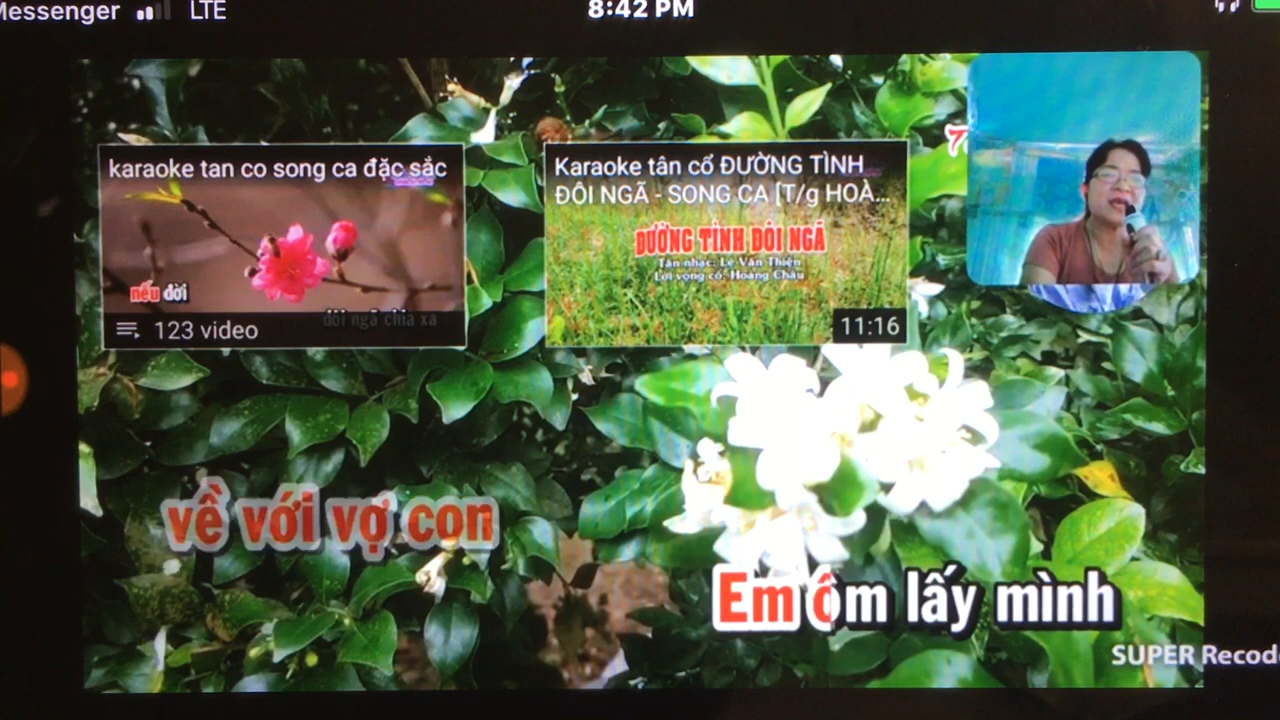 Messenger LTE
8:42 PM
karaoke tan co song ca đặc sắc
nếu đời
đôi ngã chia xa
123 video
Karaoke tân cổ ĐƯỜNG TÌNH
ĐÔI NGÃ - SONG CA [T/g HOÀ...
ĐƯỜNG TÌNH ĐÔI NGÃ
Tân nhạc: Lê Văn Thiện
Lời vọng cổ: Hoàng Châu
11:16
về với vợ con
Em ôm lấy mình
SUPER Recod